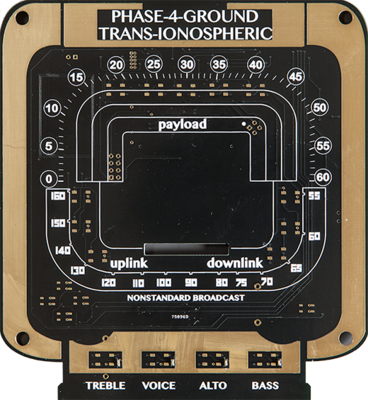 PHASE-4-GROUND
TRANS-IONOSPHERIC
15 20 25 30 35 40 45
10 50
5 55
0 60
payload
160 55
150 60
140 65
130 70
120 110 100 90 80 75
uplink downlink
NONSTANDARD BROADCAST
750969
TREBLE VOICE ALTO BASS